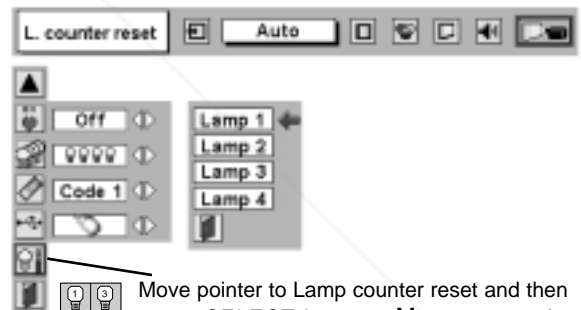 L. counter reset Auto
Off
Code 1
Lamp 1
Lamp 2
Lamp 3
Lamp 4
1 3
Move pointer to Lamp counter reset and then